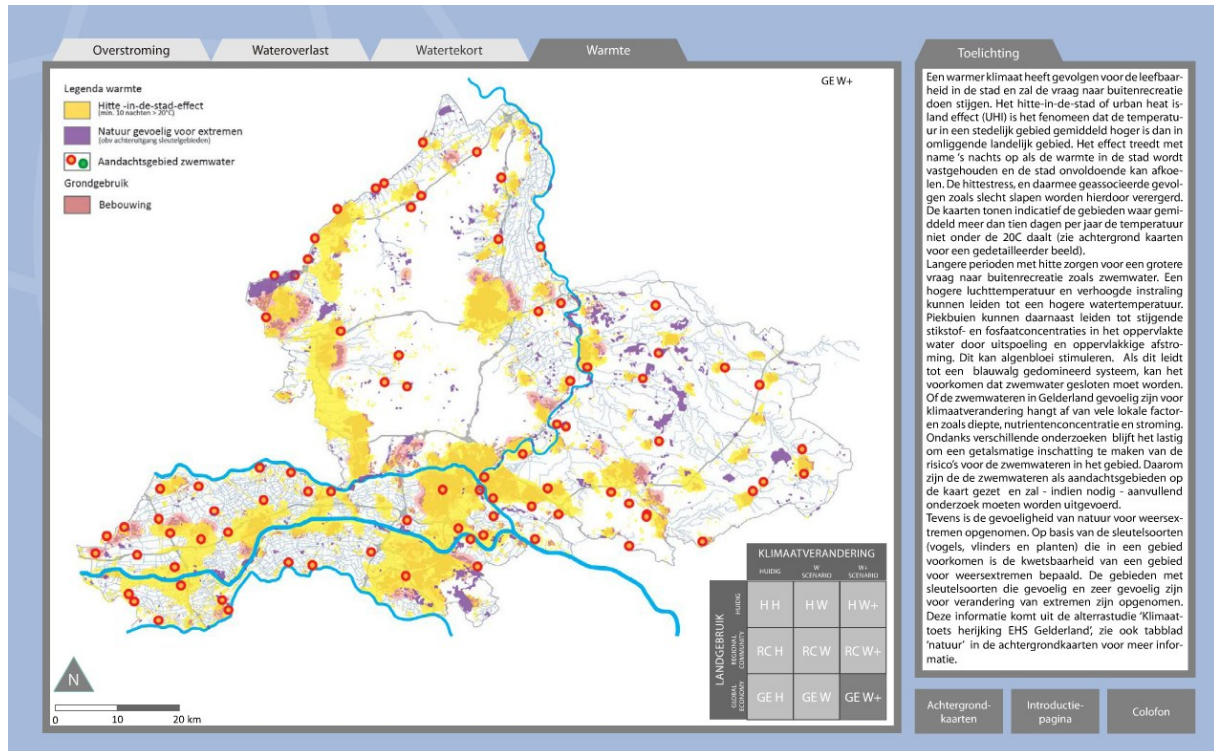 Overstroming
Wateroverlast
Watertekort
Warmte
Legenda warmte
Hitte -in-de-stad-effect
(min. 10 nachten > 20°C)
Natuur gevoelig voor extremen
(obv achteruitgang sleutelgebieden)
Aandachtsgebied zwemwater
Grondgebruik
Bebouwing
GE W+
N
0 10 20 km
KLIMAATVERANDERING
HUIDIG
W
SCENARIO
W+
SCENARIO
LANDGEBRUIK
HUIDIG
H H
H W
H W+
REGIONAL
COMMUNITY
RC H
RC W
RC W+
GLOBAL
ECONOMY
GE H
GE W
GE W+
Toelichting
Een warmer klimaat heeft gevolgen voor de leefbaar-
heid in de stad en zal de vraag naar buitenrecreatie
doen stijgen. Het hitte-in-de-stad of urban heat is-
land effect (UHI) is het fenomeen dat de temperatu-
ur in een stedelijk gebied gemiddeld hoger is dan in
omliggende landelijk gebied. Het effect treedt met
name 's nachts op als de warmte in de stad wordt
vastgehouden en de stad onvoldoende kan afkoe-
len. De hittestress, en daarmee geassocieerde gevol-
gen zoals slecht slapen worden hierdoor verergerd.
De kaarten tonen indicatief de gebieden waar gemi-
ddeld meer dan tien dagen per jaar de temperatuur
niet onder de 20C daalt (zie achtergrond kaarten
voor een gedetailleerder beeld).
Langere perioden met hitte zorgen voor een grotere
vraag naar buitenrecreatie zoals zwemwater. Een
hogere luchttemperatuur en verhoogde instraling
kunnen leiden tot een hogere watertemperatuur.
Piekbuien kunnen daarnaast leiden tot stijgende
stikstof- en fosfaatconcentraties in het oppervlakte
water door uitspoeling en oppervlakkige afstro-
ming. Dit kan algenbloei stimuleren. Als dit leidt
tot een blauwalg gedomineerd systeem, kan het
voorkomen dat zwemwater gesloten moet worden.
Of de zwemwateren in Gelderland gevoelig zijn voor
klimaatverandering hangt af van vele lokale factor-
en zoals diepte, nutrientenconcentratie en stroming.
Ondanks verschillende onderzoeken blijft het lastig
om een getalsmatige inschatting te maken van de
risico's voor de zwemwateren in het gebied. Daarom
zijn de de zwemwateren als aandachtsgebieden op
de kaart gezet en zal - indien nodig - aanvullend
onderzoek moeten worden uitgevoerd.
Tevens is de gevoeligheid van natuur voor weersex-
tremen opgenomen. Op basis van de sleutelsoorten
(vogels, vlinders en planten) die in een gebied
voorkomen is de kwetsbaarheid van een gebied
voor weersextremen bepaald. De gebieden met
sleutelsoorten die gevoelig en zeer gevoelig zijn
voor verandering van extremen zijn opgenomen.
Deze informatie komt uit de alterrastudie 'Klimaat-
toets herijking EHS Gelderland', zie ook tabblad
'natuur' in de achtergrondkaarten voor meer infor-
matie.
Achtergrond-
kaarten
Introductie-
pagina
Colofon